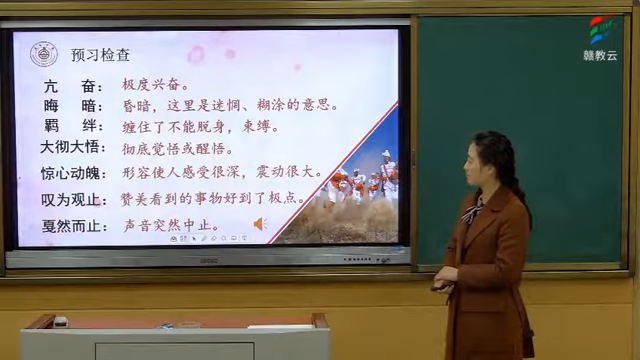 赣教云
预习检查
亢奋：极度兴奋。
晦暗：昏暗，这里是迷惘、糊涂的意思。
羁绊：缠住了不能脱身，束缚。
大彻大悟：彻底觉悟或醒悟。
惊心动魄：形容使人感受很深，震动很大。
叹为观止：赞美看到的事物好到了极点。
戛然而止：声音突然中止。